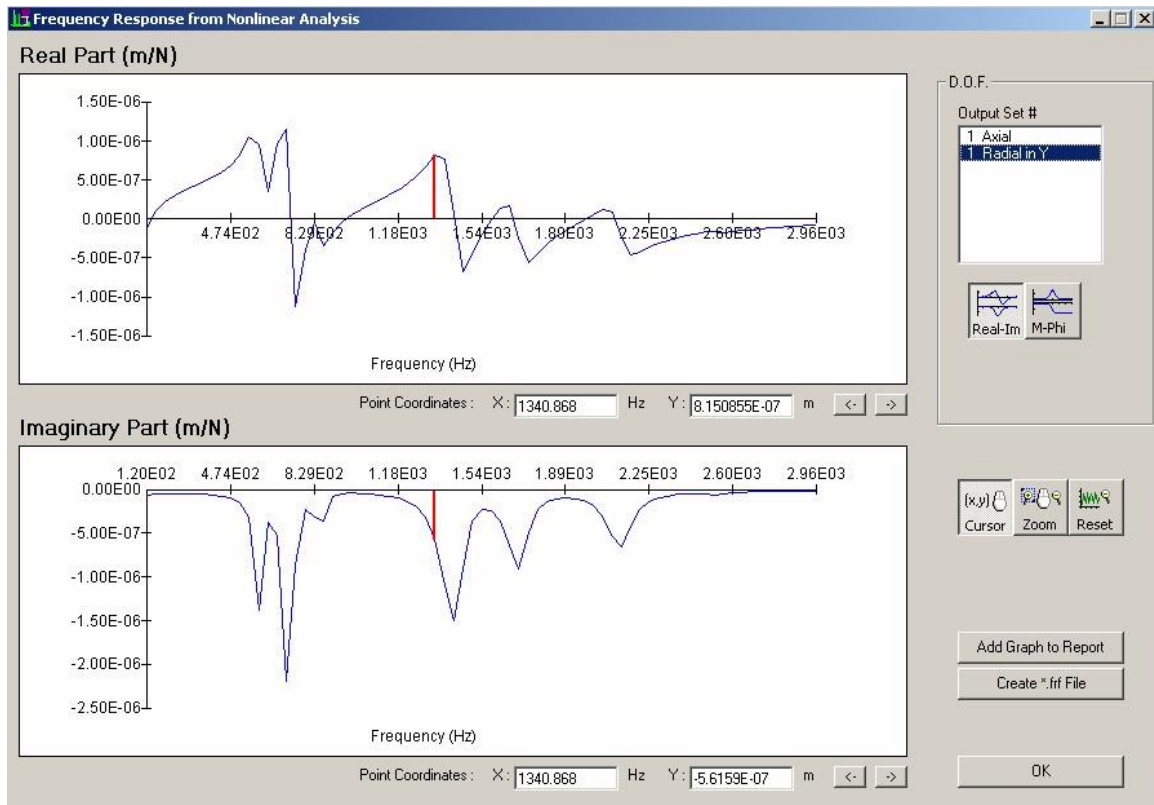 Frequency Response from Nonlinear Analysis
Real Part (m/N)
1.50E-06
1.00E-06
5.00E-07
0.00E00
-5.00E-07
-1.00E-06
-1.50E-06
4.74E02 8.29E02 1.18E03 1.54E03 1.89E03 2.25E03 2.60E03 2.96E03
Frequency (Hz)
Point Coordinates : X : 1340.868 Hz Y : 8.150855E-07 m <- ->
Imaginary Part (m/N)
1.20E02 4.74E02 8.29E02 1.18E03 1.54E03 1.89E03 2.25E03 2.60E03 2.96E03
0.00E00
-5.00E-07
-1.00E-06
-1.50E-06
-2.00E-06
-2.50E-06
Frequency (Hz)
Point Coordinates : X : 1340.868 Hz Y : -5.6159E-07 m <- ->
D.O.F.
Output Set #
1 Axial
1 Radial in Y
Real-Im M-Phi
(x,y)
Cursor Zoom Reset
Add Graph to Report
Create *.frf File
OK